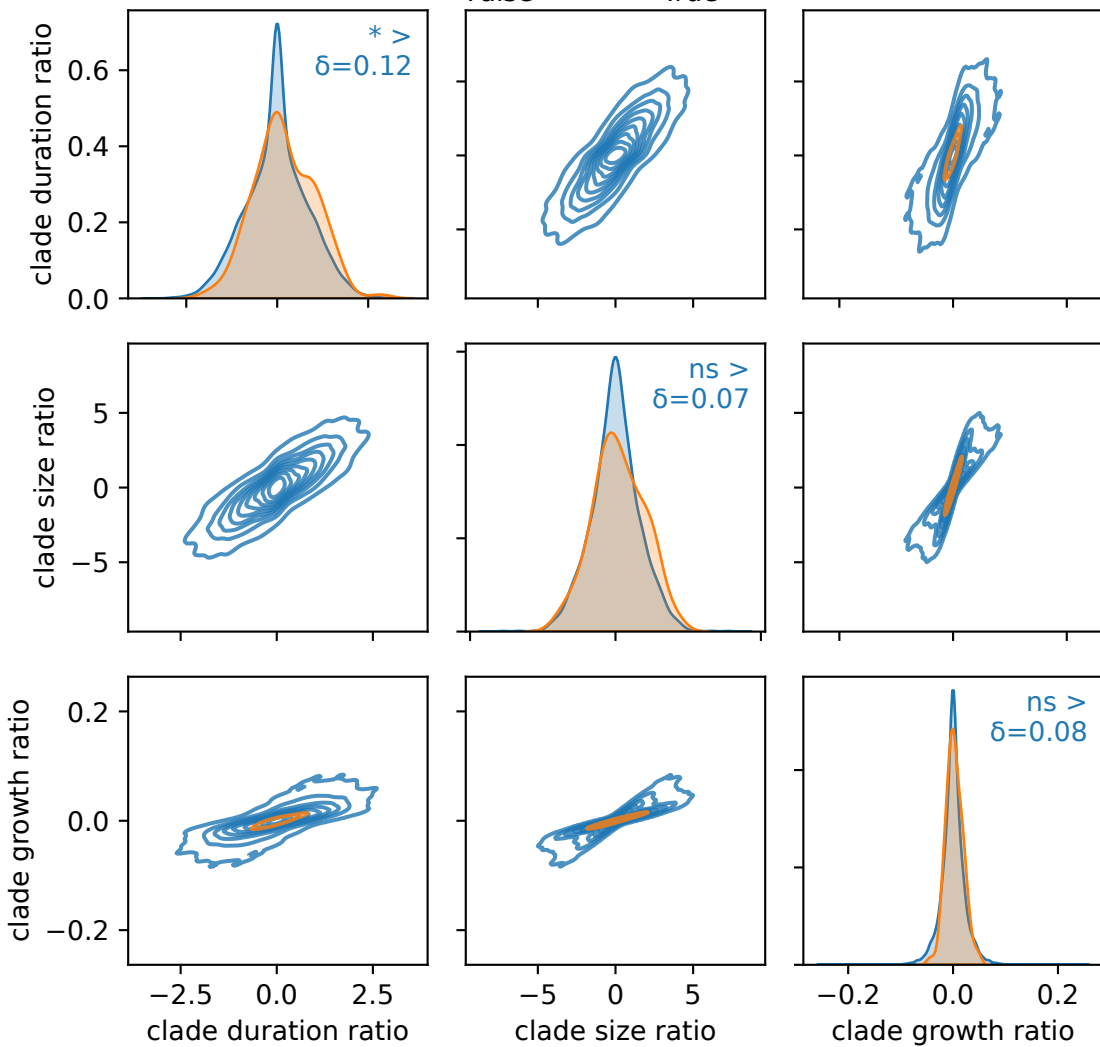 clade duration ratio
0.6
0.4
0.2
0.0
* >
δ=0.12
clade size ratio
5
0
−5
ns >
δ=0.07
clade growth ratio
0.2
0.0
−0.2
ns >
δ=0.08
−2.5 0.0 2.5
−5 0 5
−0.2 0.0 0.2
clade duration ratio
clade size ratio
clade growth ratio